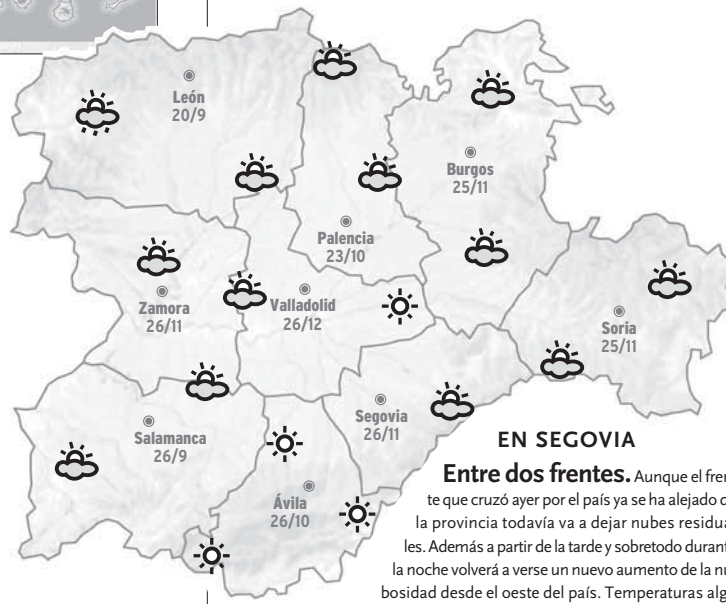 León
20/9
Burgos
25/11
Palencia
23/10
Zamora
26/11
Valladolid
26/12
Soria
25/11
Segovia
26/11
Salamanca
26/9
Ávila
26/10
EN SEGOVIA
Entre dos frentes. Aunque el fren
te que cruzó ayer por el país ya se ha alejado
la provincia todavía va a dejar nubes residua
les. Además a partir de la tarde y sobretodo durant
la noche volverá a verse un nuevo aumento de la nu
bosidad desde el oeste del país. Temperaturas alg